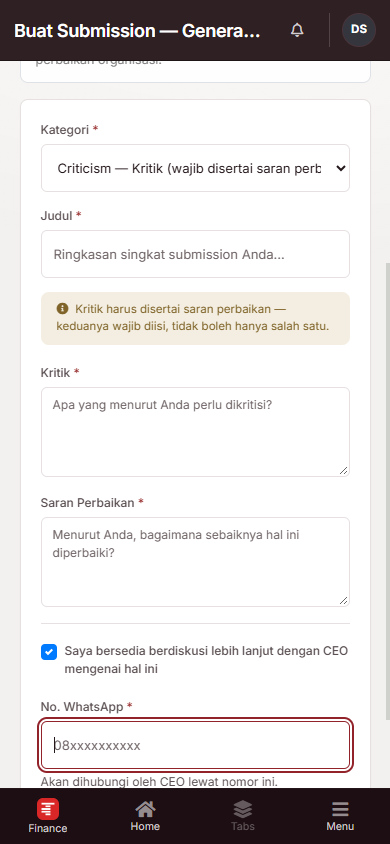 Buat Submission — Genera...
DS
perbaikan organisasi.
Kategori *
Criticism — Kritik (wajib disertai saran perb
Judul *
Ringkasan singkat submission Anda...
Kritik harus disertai saran perbaikan —
keduanya wajib diisi, tidak boleh hanya salah satu.
Kritik *
Apa yang menurut Anda perlu dikritisi?
Saran Perbaikan *
Menurut Anda, bagaimana sebaiknya hal ini
diperbaiki?
Saya bersedia berdiskusi lebih lanjut dengan CEO
mengenai hal ini
No. WhatsApp *
08xxxxxxxxxx
Akan dihubungi oleh CEO lewat nomor ini.
Finance
Home
Tabs
Menu